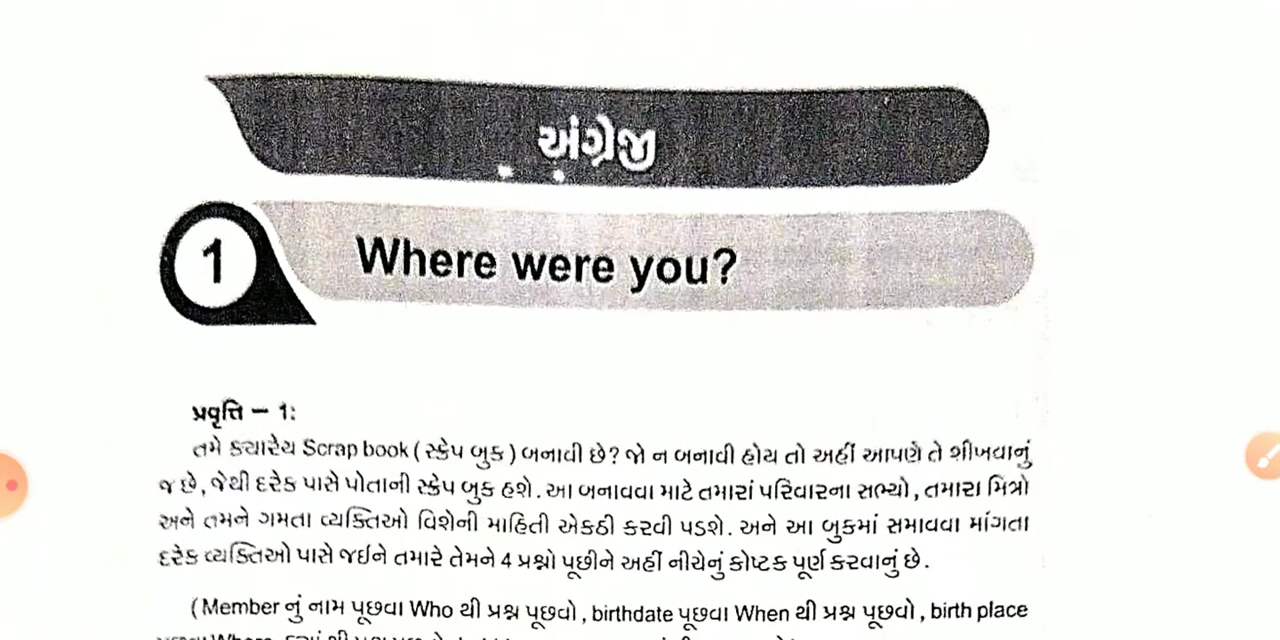 અંગ્રેજી
1
Where were you?
પ્રવૃત્તિ – 1:
તમે ક્યારેય Scrap book ( સ્ક્રેપ બુક ) બનાવી છે? જો ન બનાવી હોય તો અહીં આપણે તે શીખવાનું
જ છે, જેથી દરેક પાસે પોતાની સ્ક્રેપ બુક હશે. આ બનાવવા માટે તમારાં પરિવારના સભ્યો, તમારા મિત્રો
અને તમને ગમતા વ્યક્તિઓ વિશેની માહિતી એકઠી કરવી પડશે. અને આ બુકમાં સમાવવા માંગતા
દરેક વ્યક્તિઓ પાસે જઈને તમારે તેમને 4 પ્રશ્નો પૂછીને અહીં નીચેનું કોષ્ટક પૂર્ણ કરવાનું છે.
(Member નું નામ પૂછવા Who થી પ્રશ્ન પૂછવો, birthdate પૂછવા When થી પ્રશ્ન પૂછવો, birth place